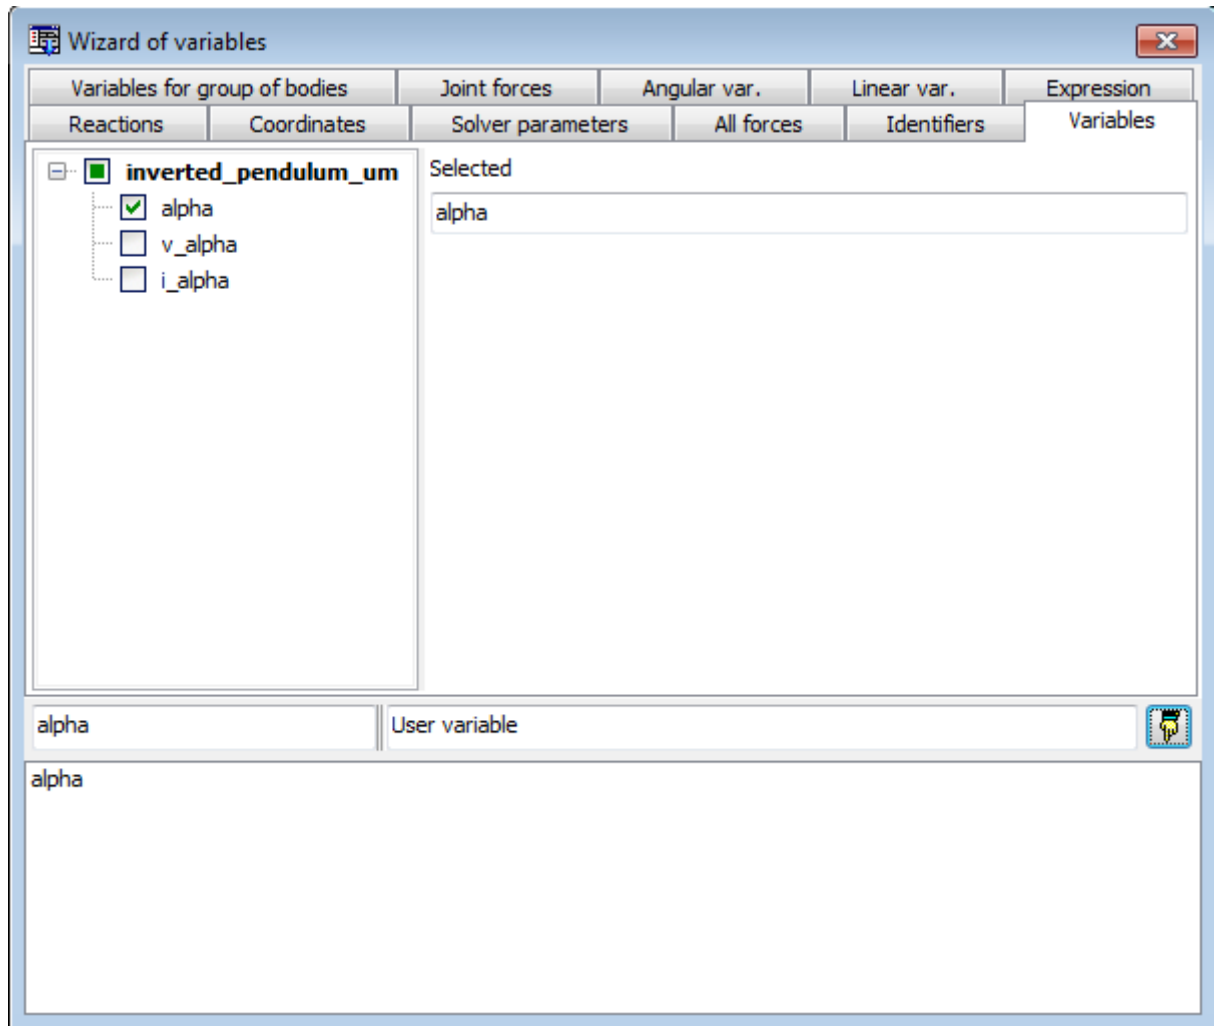 Wizard of variables
Variables for group of bodies Joint forces Angular var. Linear var. Expression
Reactions Coordinates Solver parameters All forces Identifiers Variables
inverted_pendulum_um
alpha
v_alpha
i_alpha
Selected
alpha
alpha User variable
alpha